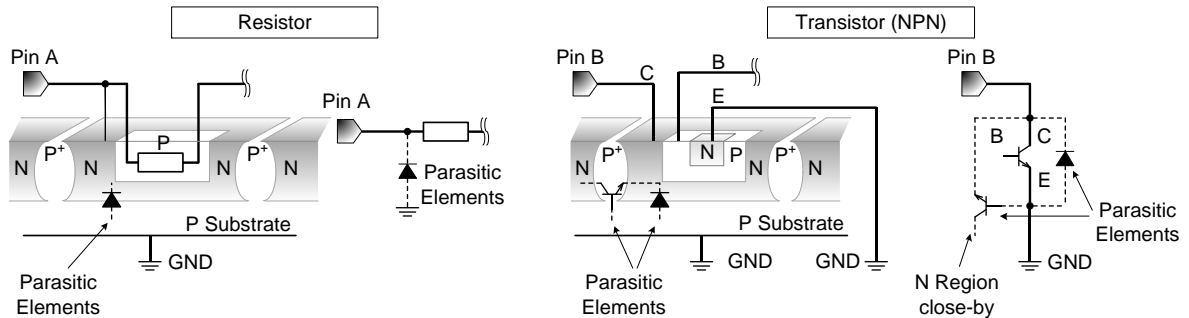 Resistor
Transistor (NPN)
Pin A
Pin B
Pin B
C
B
E
Pin A
B
C
E
N
P+
N
P
P+
N
N
P+
N
N
P
P+
N
N
Parasitic
Elements
P Substrate
P Substrate
Parasitic
Elements
GND
GND
GND
GND
Parasitic
Elements
Parasitic
Elements
N Region
close-by